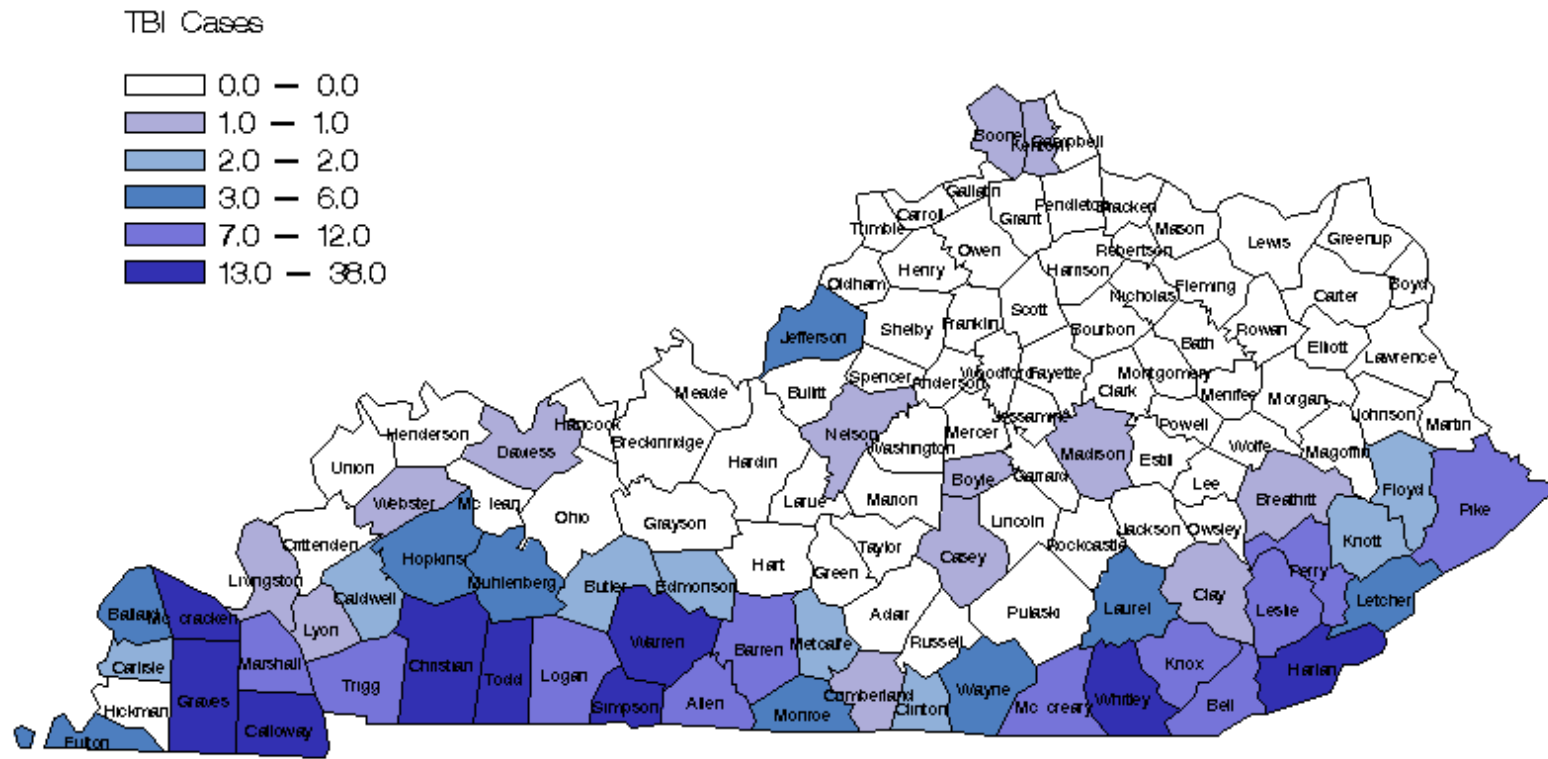 TBI Cases
0.0 — 0.0
1.0 — 1.0
2.0 — 2.0
3.0 — 6.0
7.0 — 12.0
13.0 — 38.0
Boone
Kenton
Campbell
Gallatin
Carroll
Trimble
Grant
Pendleton
Bracken
Mason
Robertson
Lewis
Greenup
Owen
Henry
Oldham
Harrison
Nicholas
Fleming
Carter
Boyd
Jefferson
Shelby
Franklin
Scott
Bourbon
Bath
Rowan
Elliott
Lawrence
Meade
Bullitt
Spencer
Anderson
Woodford
Fayette
Clark
Montgomery
Menifee
Morgan
Johnson
Martin
Hancock
Henderson
Daviess
Breckinridge
Hardin
Nelson
Washington
Mercer
Jessamine
Madison
Estill
Powell
Wolfe
Magoffin
Floyd
Pike
Union
Webster
Mc lean
Ohio
Grayson
Larue
Marion
Boyle
Garrard
Lee
Breathitt
Knott
Crittenden
Hopkins
Muhlenberg
Hart
Green
Taylor
Casey
Lincoln
Rockcastle
Jackson
Owsley
Perry
Livingston
Caldwell
Butler
Edmonson
Adair
Pulaski
Laurel
Clay
Leslie
Letcher
Ballard
Mc cracken
Lyon
Warren
Barren
Metcalfe
Russell
Knox
Harlan
Carlisle
Marshall
Trigg
Christian
Todd
Logan
Simpson
Allen
Monroe
Cumberland
Clinton
Wayne
Mc creary
Whitley
Bell
Hickman
Graves
Calloway
Fulton